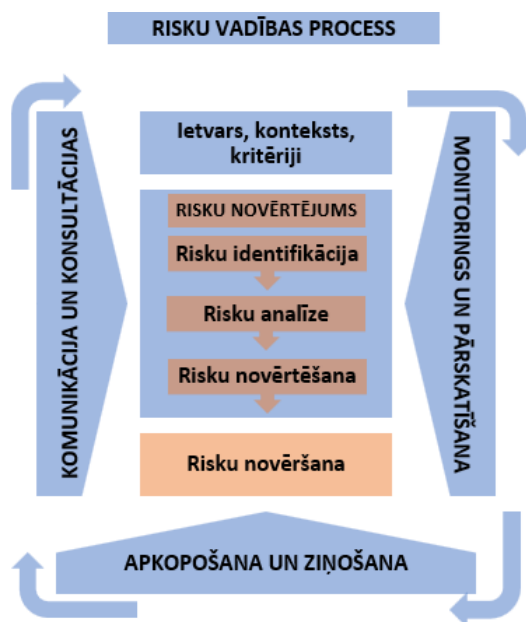 RISKU VADĪBAS PROCESS
KOMUNIKĀCIJA UN KONSULTĀCIJAS
Ietvars, konteksts,
kritēriji
RISKU NOVĒRTĒJUMS
Risku identifikācija
Risku analīze
Risku novērtēšana
Risku novēršana
MONITORINGS UN PĀRSKATĪŠANA
APKOPOŠANA UN ZIŅOŠANA